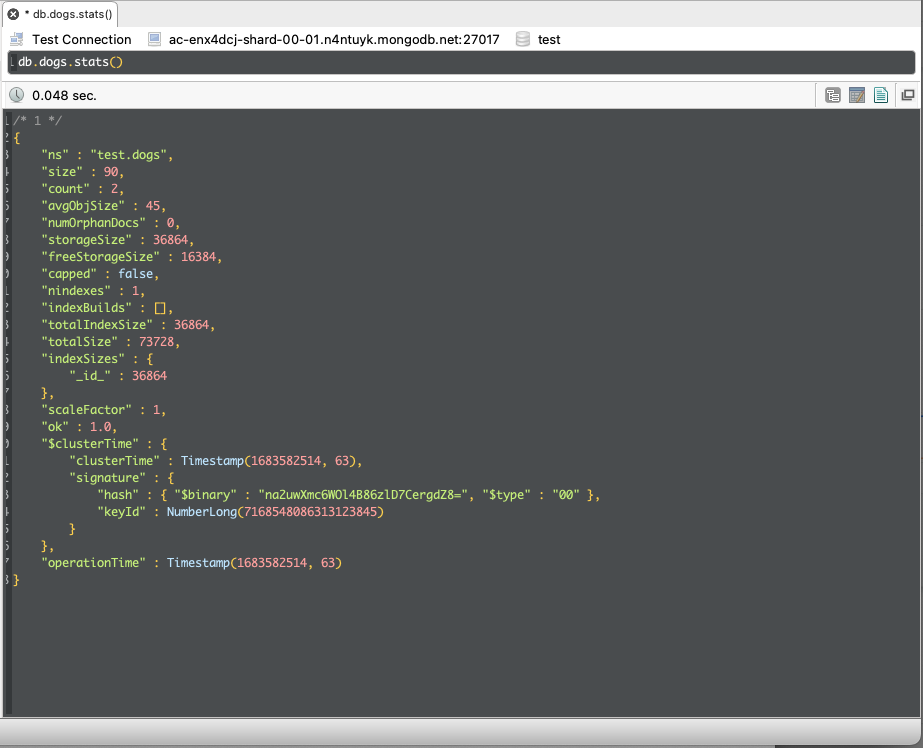 * db.dogs.stats()
Test Connection ac-enx4dcj-shard-00-01.n4ntuyk.mongodb.net:27017 test
db.dogs.stats()
0.048 sec.
/* 1 */
{
    "ns" : "test.dogs",
    "size" : 90,
    "count" : 2,
    "avgObjSize" : 45,
    "numOrphanDocs" : 0,
    "storageSize" : 36864,
    "freeStorageSize" : 16384,
    "capped" : false,
    "nindexes" : 1,
    "indexBuilds" : [],
    "totalIndexSize" : 36864,
    "totalSize" : 73728,
    "indexSizes" : {
        "_id_" : 36864
    },
    "scaleFactor" : 1,
    "ok" : 1.0,
    "$clusterTime" : {
        "clusterTime" : Timestamp(1683582514, 63),
        "signature" : {
            "hash" : { "$binary" : "na2uwXmc6WOl4B86zlD7CergdZ8=", "$type" : "00" },
            "keyId" : NumberLong(7168548086313123845)
        }
    },
    "operationTime" : Timestamp(1683582514, 63)
}